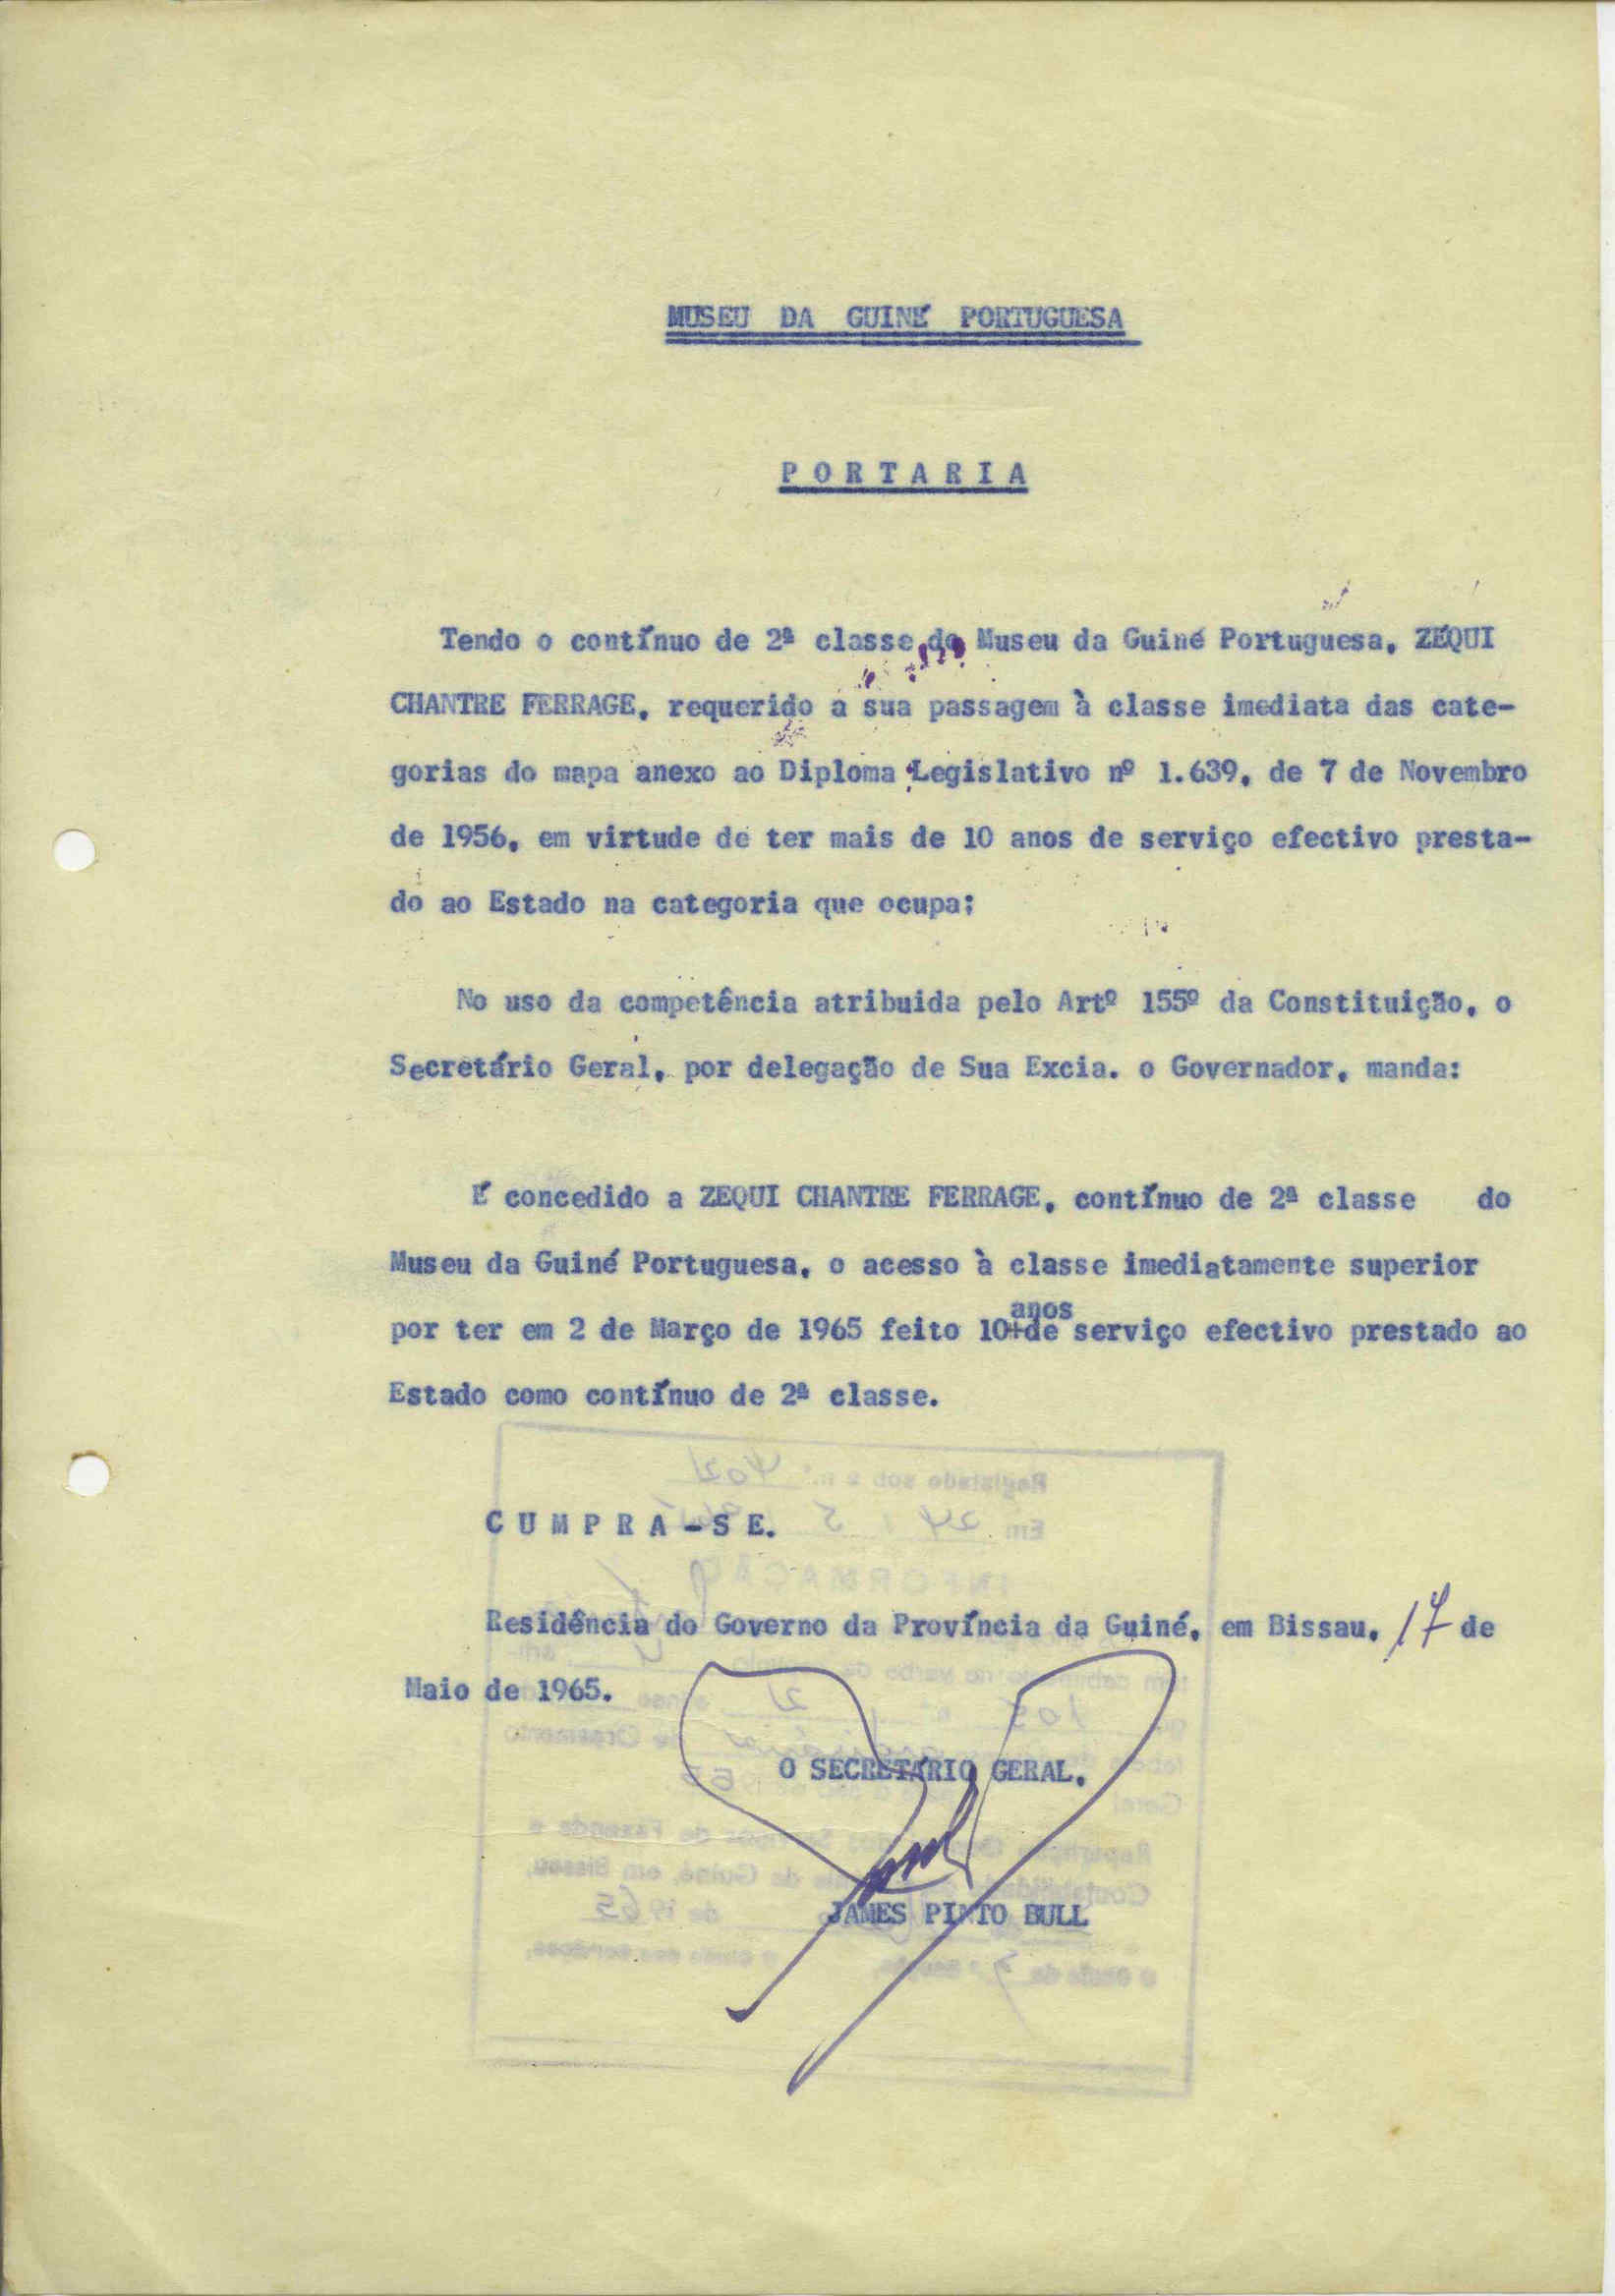 MUSEU DA GUINÉ PORTUGUESA
PORTARIA
Tendo o contínuo de 2ª classe do Museu da Guiné Portuguesa, ZÉQUI
CHANTRE FERRAGE, requerido a sua passagem à classe imediata das cate-
gorias do mapa anexo ao Diploma Legislativo nº 1.639, de 7 de Novembro
de 1956, em virtude de ter mais de 10 anos de serviço efectivo presta-
do ao Estado na categoria que ocupa;
No uso da competência atribuida pelo Artº 155º da Constituição, o
Secretário Geral, por delegação de Sua Excia. o Governador, manda:
É concedido a ZEQUI CHANTRE FERRAGE, contínuo de 2ª classe do
Museu da Guiné Portuguesa, o acesso à classe imediatamente superior
anos
por ter em 2 de Março de 1965 feito 10+de serviço efectivo prestado ao
Estado como contínuo de 2ª classe.
CUMPRA-SE.
Residência do Governo da Província da Guiné, em Bissau, 17 de
Maio de 1965.
O SECRETÁRIO GERAL,
JAMES PINTO BULL